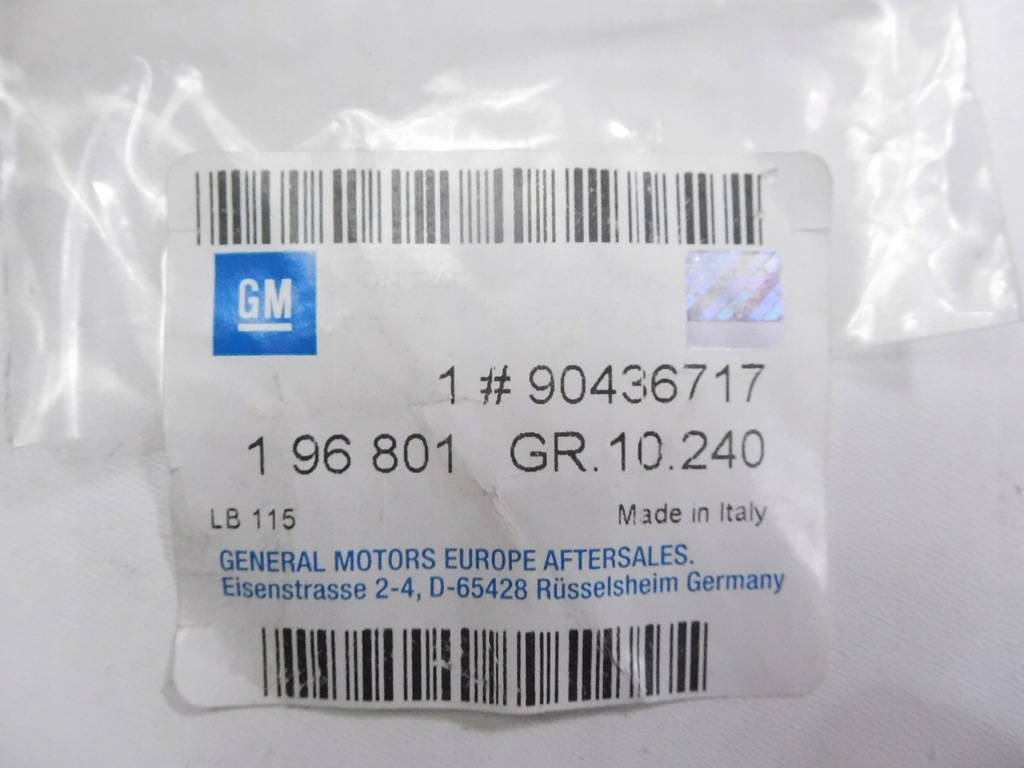 GM
1 # 90436717
1 96 801 GR.10.240
LB 115 Made in Italy
GENERAL MOTORS EUROPE AFTERSALES.
Eisenstrasse 2-4, D-65428 Rüsselsheim Germany